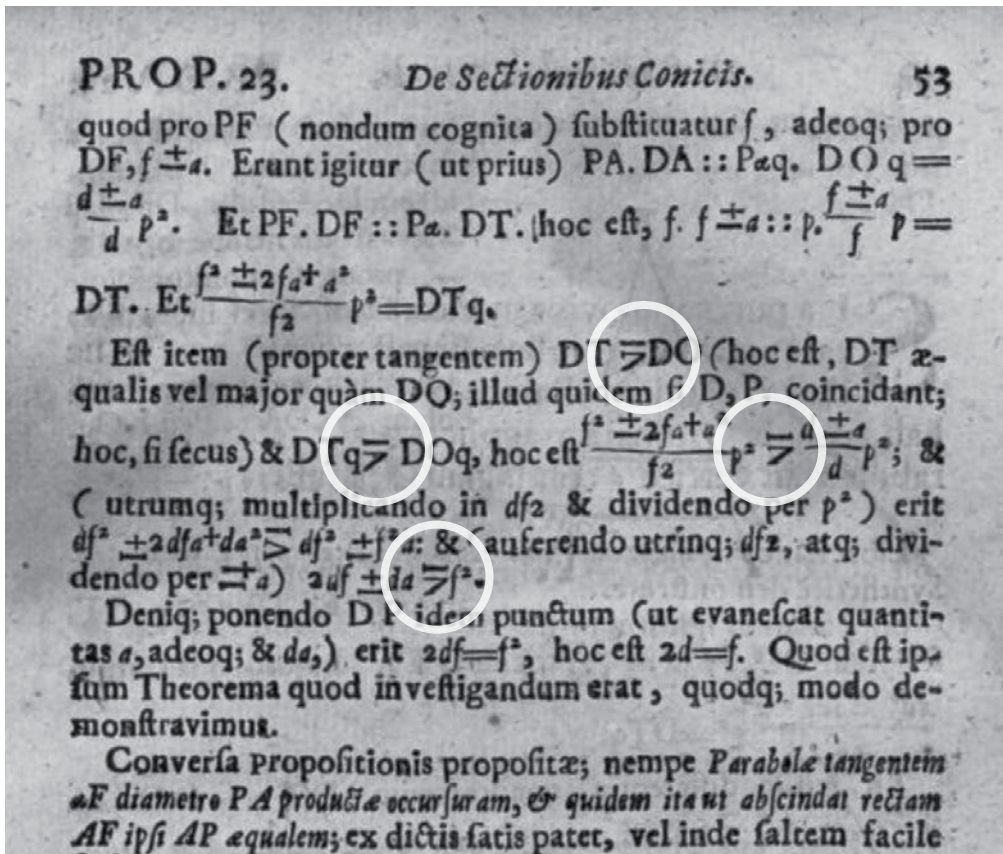 PROP. 23. De Sectionibus Conicis. 53
quod pro PF (nondum cognita) ſubſtituatur f, adeoq; pro
DF, f ± a. Erunt igitur (ut prius) PA. DA :: Pαq. DOq =
d ± a / d p². Et PF. DF :: Pα. DT. (hoc eſt, f. f ± a :: p. f ± a / f p =
DT. Et f² ± 2fa + a² / f2 p² = DTq.
Eſt item (propter tangentem) DT ⩾ DO (hoc eſt, DT æ-
qualis vel major quàm DO; illud quidem ſi D, P, coincidant;
hoc, ſi ſecus) & DTq ⩾ DOq, hoc eſt f² ± 2fa + a² / f2 p² ⩾ d ± a / d p²; &
(utrumq; multiplicando in df2 & dividendo per p²) erit
df² ± 2dfa + da² ⩾ df² ± f²a: & (auferendo utrinq; df2, atq; divi-
dendo per ± a) 2df ± da ⩾ f².
Deniq; ponendo D P idem punctum (ut evaneſcat quanti-
tas a, adeoq; & da,) erit 2df = f², hoc eſt 2d = f. Quod eſt ip-
ſum Theorema quod inveſtigandum erat, quodq; modo de-
monſtravimus.
Converſa Propoſitionis propoſitæ; nempe Parabolæ tangentem
αF diametro PA productæ occurſuram, & quidem ita ut abſcindat rectam
AF ipſi AP æqualem; ex dictis ſatis patet, vel inde ſaltem facile